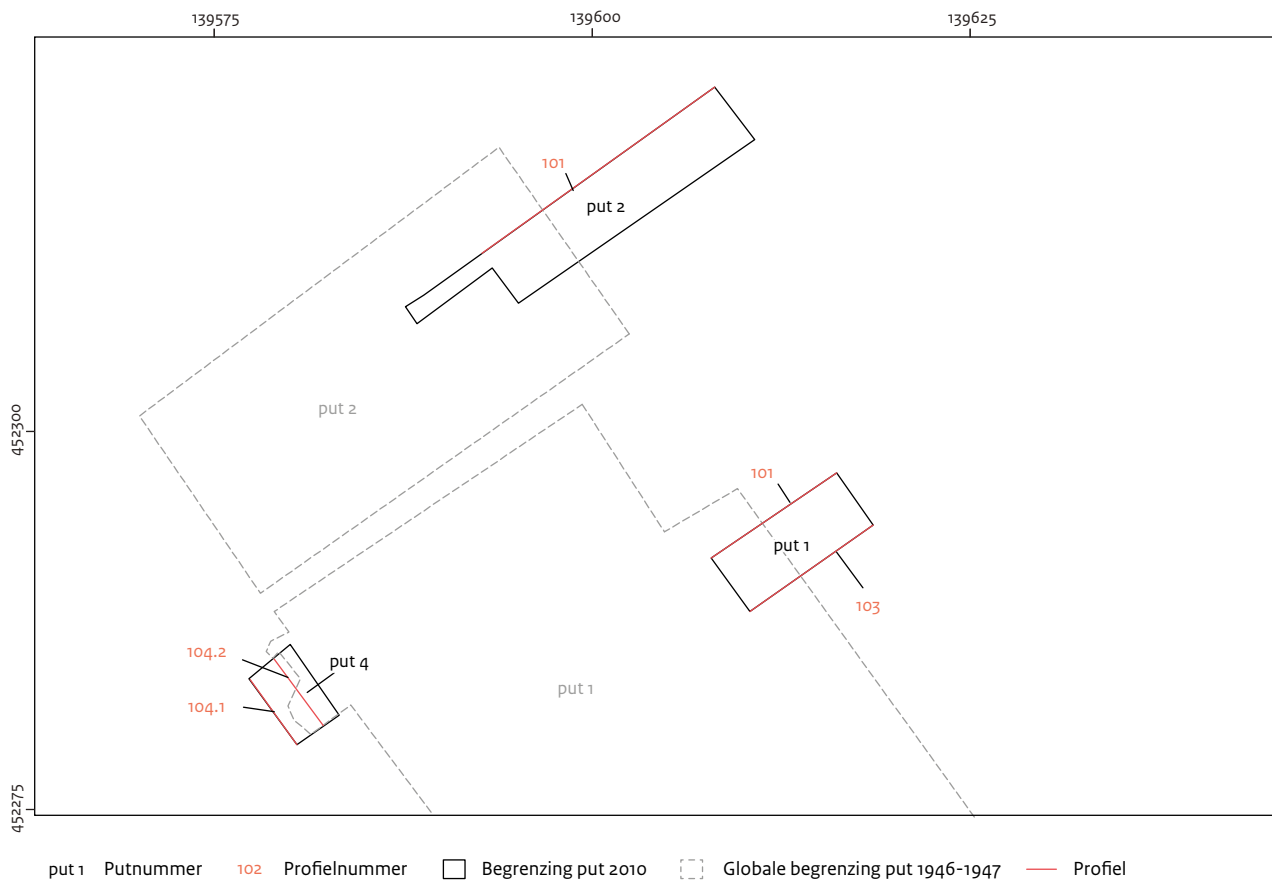 139575 139600 139625
101
put 2
put 2
452300
101
put 1
103
104.2
put 4
104.1
put 1
452275
put 1 Putnummer 102 Profielnummer Begrenzing put 2010 Globale begrenzing put 1946-1947 Profiel